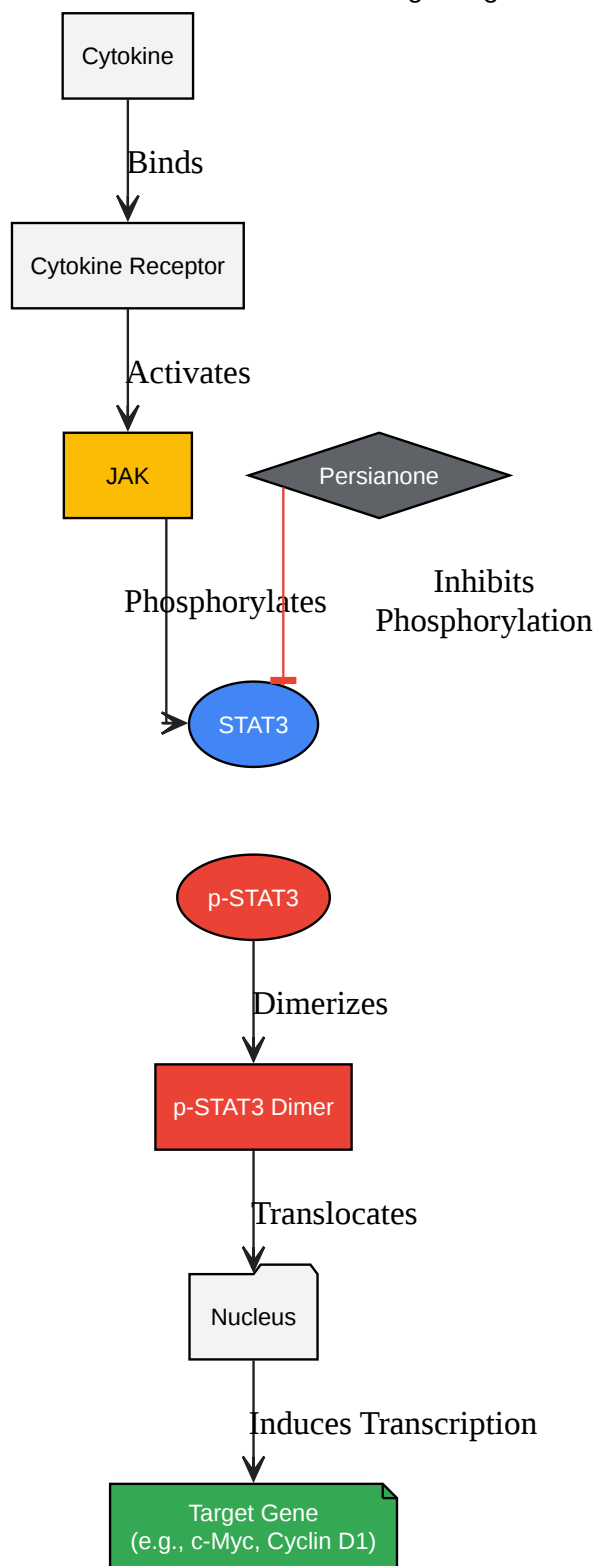 Cytokine
Binds
Cytokine Receptor
Activates
JAK
Persianone
Phosphorylates
Inhibits
Phosphorylation
STAT3
p-STAT3
Dimerizes
p-STAT3 Dimer
Translocates
Nucleus
Induces Transcription
Target Gene
(e.g., c-Myc, Cyclin D1)